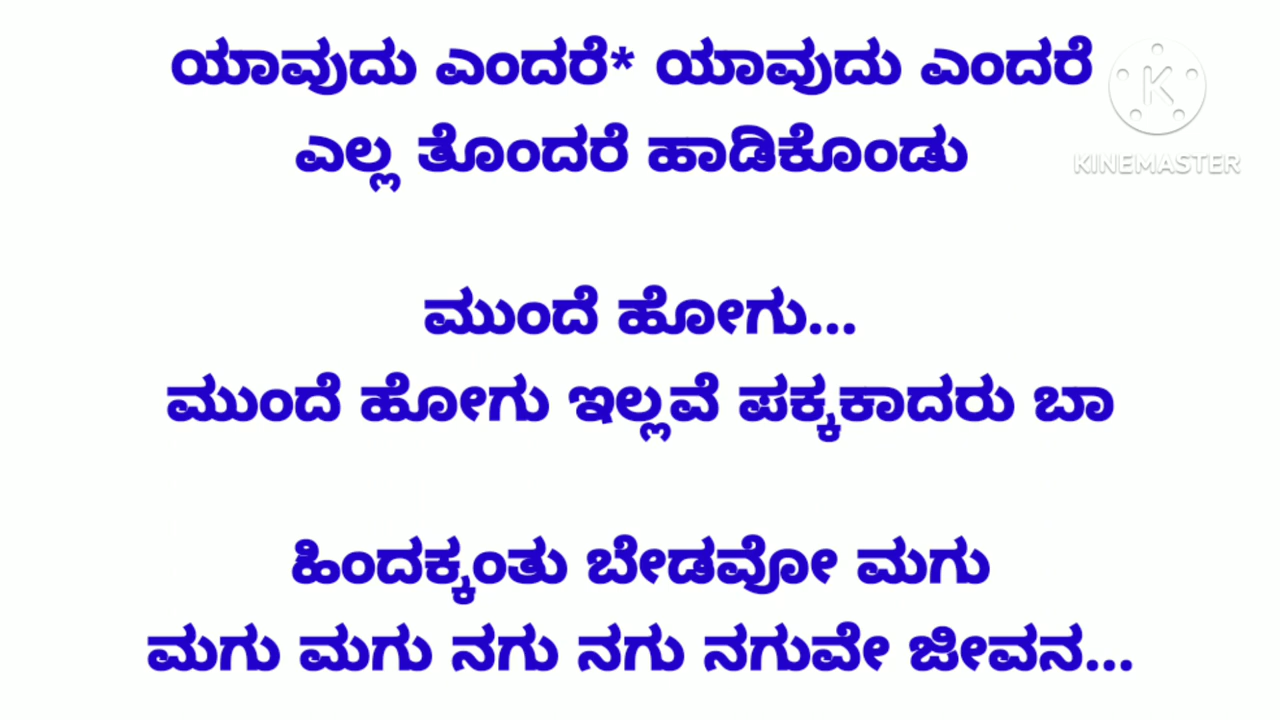 ಯಾವುದು ಎಂದರೆ* ಯಾವುದು ಎಂದರೆ
ಎಲ್ಲ ತೊಂದರೆ ಹಾಡಿಕೊಂಡು
KINEMASTER
ಮುಂದೆ ಹೋಗು...
ಮುಂದೆ ಹೋಗು ಇಲ್ಲವೆ ಪಕ್ಕಕಾದರು ಬಾ
ಹಿಂದಕ್ಕಂತು ಬೇಡವೋ ಮಗು
ಮಗು ಮಗು ನಗು ನಗು ನಗುವೇ ಜೀವನ...